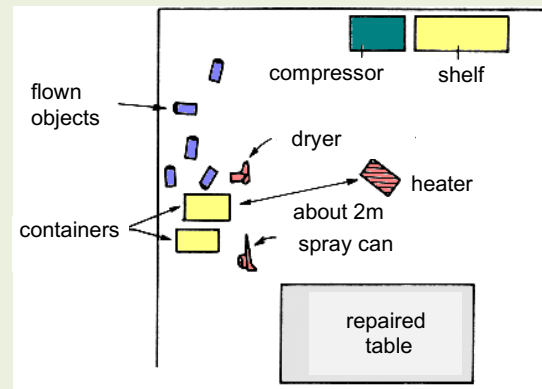 compressor
shelf
flown
objects
dryer
heater
about 2m
containers
spray can
repaired
table